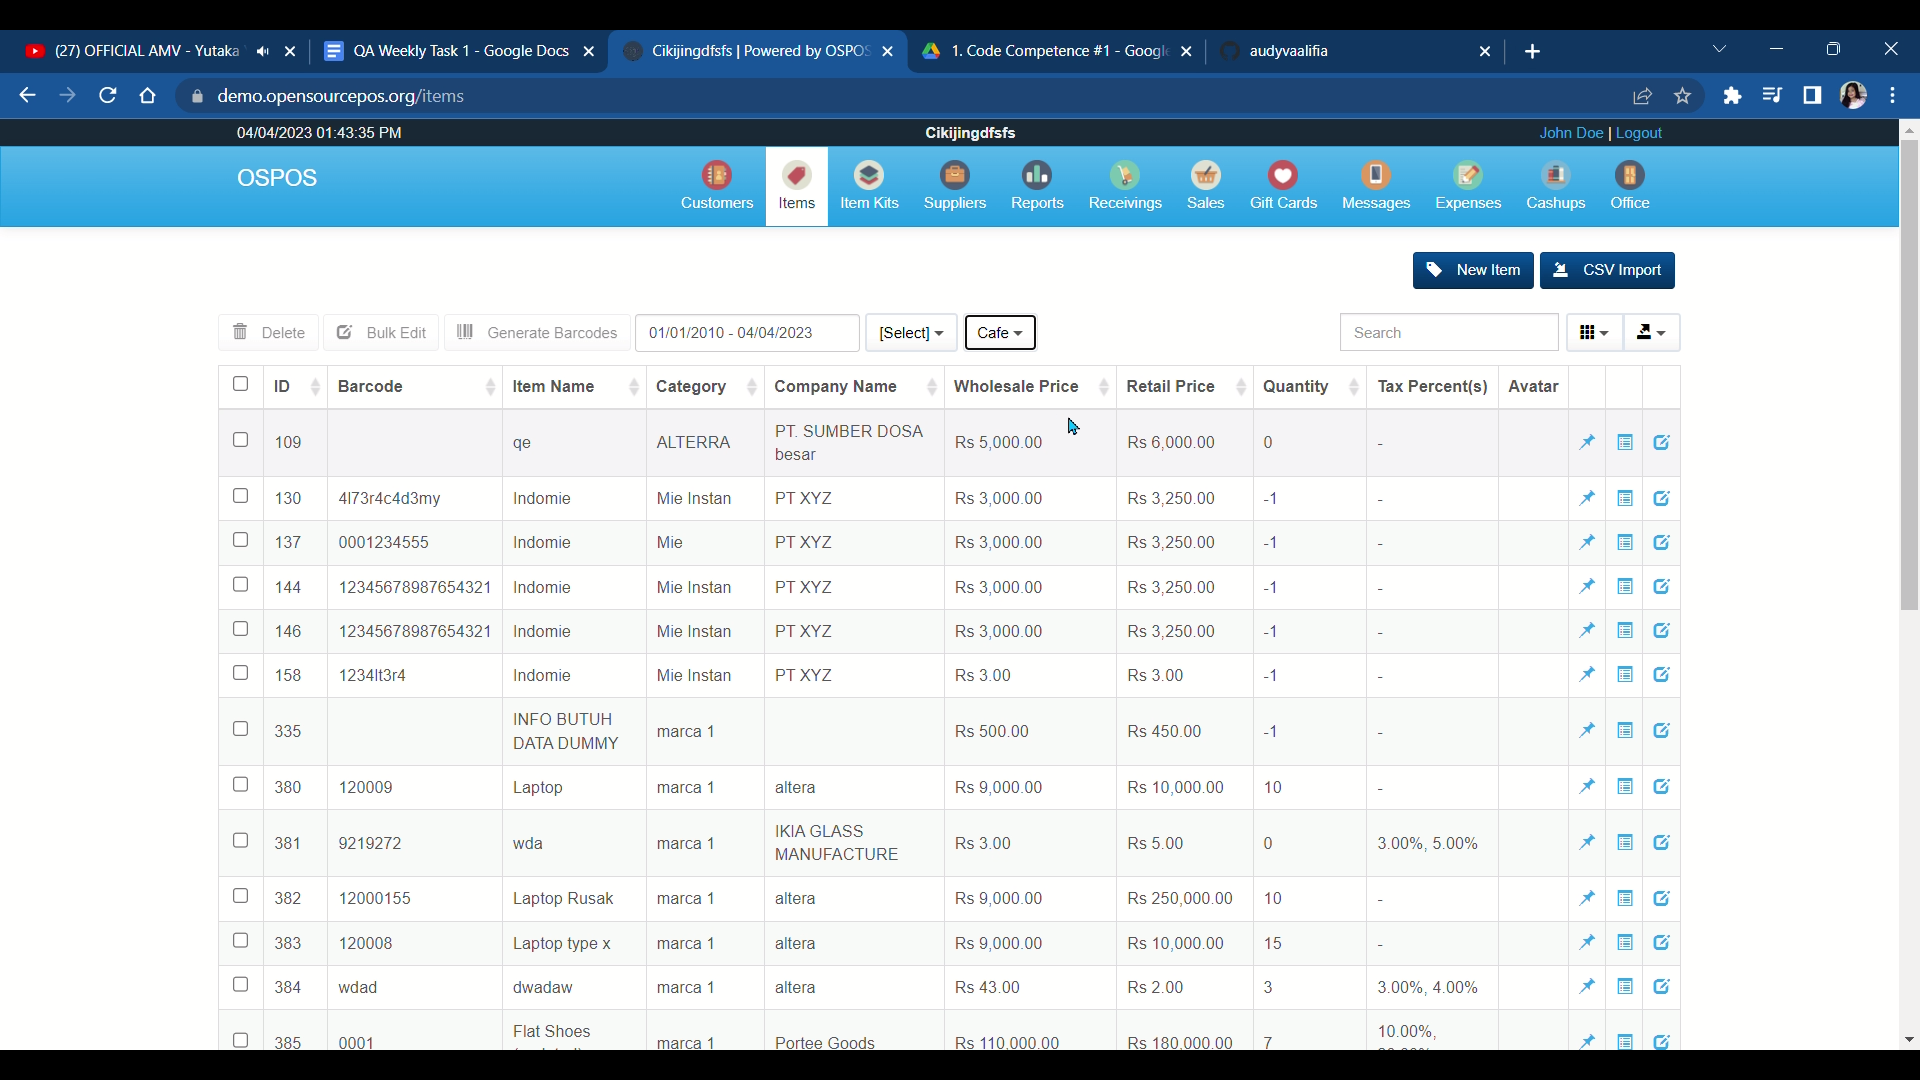 (27) OFFICIAL AMV - Yutaka QA Weekly Task 1 - Google Docs Cikijingdfsfs | Powered by OSPOS 1. Code Competence #1 - Google audyvaalifia
demo.opensourcepos.org/items
04/04/2023 01:43:35 PM Cikijingdfsfs John Doe | Logout
OSPOS Customers Items Item Kits Suppliers Reports Receivings Sales Gift Cards Messages Expenses Cashups Office
New Item CSV Import
Delete Bulk Edit Generate Barcodes 01/01/2010 - 04/04/2023 [Select] Cafe Search
ID Barcode Item Name Category Company Name Wholesale Price Retail Price Quantity Tax Percent(s) Avatar
109 qe ALTERRA PT. SUMBER DOSA besar Rs 5,000.00 Rs 6,000.00 0 -
130 4l73r4c4d3my Indomie Mie Instan PT XYZ Rs 3,000.00 Rs 3,250.00 -1 -
137 0001234555 Indomie Mie PT XYZ Rs 3,000.00 Rs 3,250.00 -1 -
144 12345678987654321 Indomie Mie Instan PT XYZ Rs 3,000.00 Rs 3,250.00 -1 -
146 12345678987654321 Indomie Mie Instan PT XYZ Rs 3,000.00 Rs 3,250.00 -1 -
158 1234lt3r4 Indomie Mie Instan PT XYZ Rs 3.00 Rs 3.00 -1 -
335 INFO BUTUH DATA DUMMY marca 1 Rs 500.00 Rs 450.00 -1 -
380 120009 Laptop marca 1 altera Rs 9,000.00 Rs 10,000.00 10 -
381 9219272 wda marca 1 IKIA GLASS MANUFACTURE Rs 3.00 Rs 5.00 0 3.00%, 5.00%
382 12000155 Laptop Rusak marca 1 altera Rs 9,000.00 Rs 250,000.00 10 -
383 120008 Laptop type x marca 1 altera Rs 9,000.00 Rs 10,000.00 15 -
384 wdad dwadaw marca 1 altera Rs 43.00 Rs 2.00 3 3.00%, 4.00%
385 0001 Flat Shoes marca 1 Portee Goods Rs 110,000.00 Rs 180,000.00 7 10.00%,